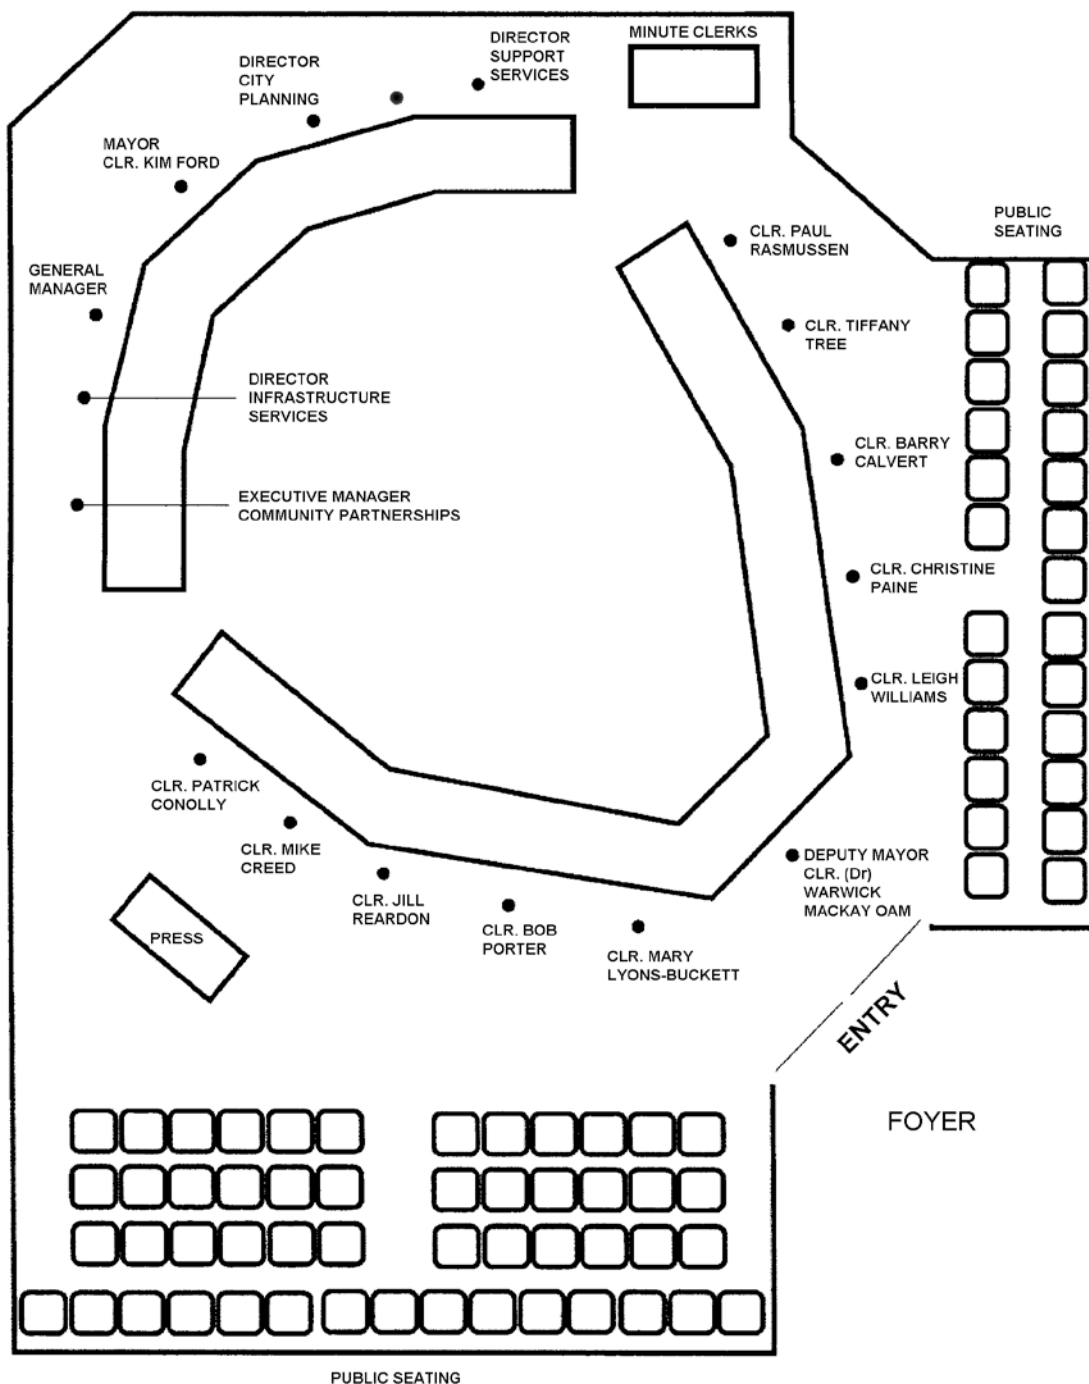 MINUTE CLERKS
DIRECTOR
SUPPORT
SERVICES
DIRECTOR
CITY
PLANNING
MAYOR
CLR. KIM FORD
GENERAL
MANAGER
DIRECTOR
INFRASTRUCTURE
SERVICES
EXECUTIVE MANAGER
COMMUNITY PARTNERSHIPS
PUBLIC
SEATING
CLR. PAUL
RASMUSSEN
CLR. TIFFANY
TREE
CLR. BARRY
CALVERT
CLR. CHRISTINE
PAINE
CLR. LEIGH
WILLIAMS
DEPUTY MAYOR
CLR. (Dr)
WARWICK
MACKAY OAM
CLR. PATRICK
CONOLLY
CLR. MIKE
CREED
CLR. JILL
REARDON
CLR. BOB
PORTER
CLR. MARY
LYONS-BUCKETT
PRESS
ENTRY
FOYER
PUBLIC SEATING